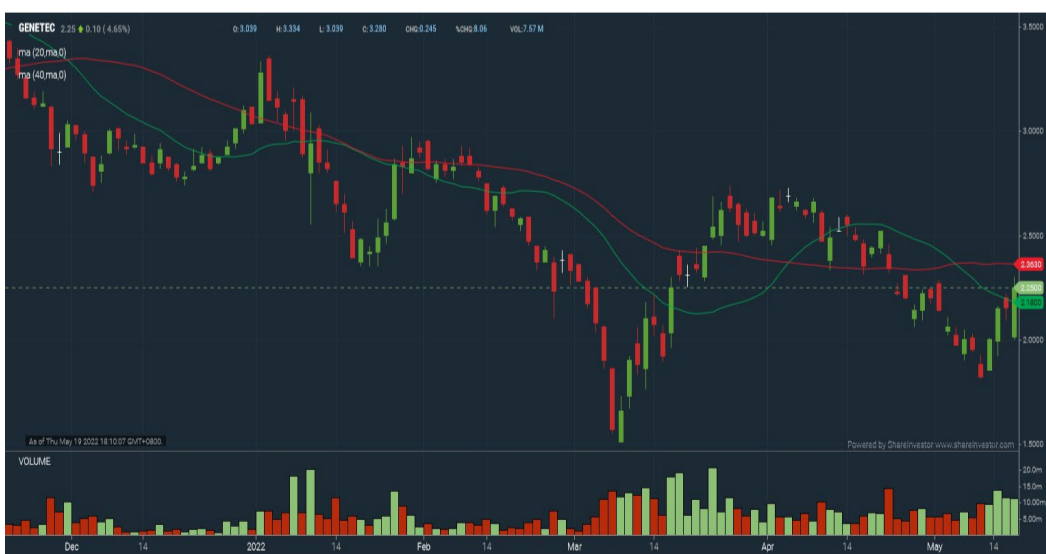 GENETEC 2.25 0.10 ( 4.65%) O: 3.039 H: 3.334 L: 3.039 C: 3.280 CHG:0.245 %CHG:8.06 VOL:7.57 M
ma (20,ma,0)
ma (40,ma,0)
3.5000
3.0000
2.5000
2.3630
2.2500
2.1800
2.0000
1.5000
As of Thu May 19 2022 18:10:07 GMT+0800.
Powered by ShareInvestor www.shareinvestor.com
VOLUME
20.0m
15.0m
10.00m
5.00m
Dec 14 2022 14 Feb 14 Mar 14 Apr 14 May 14